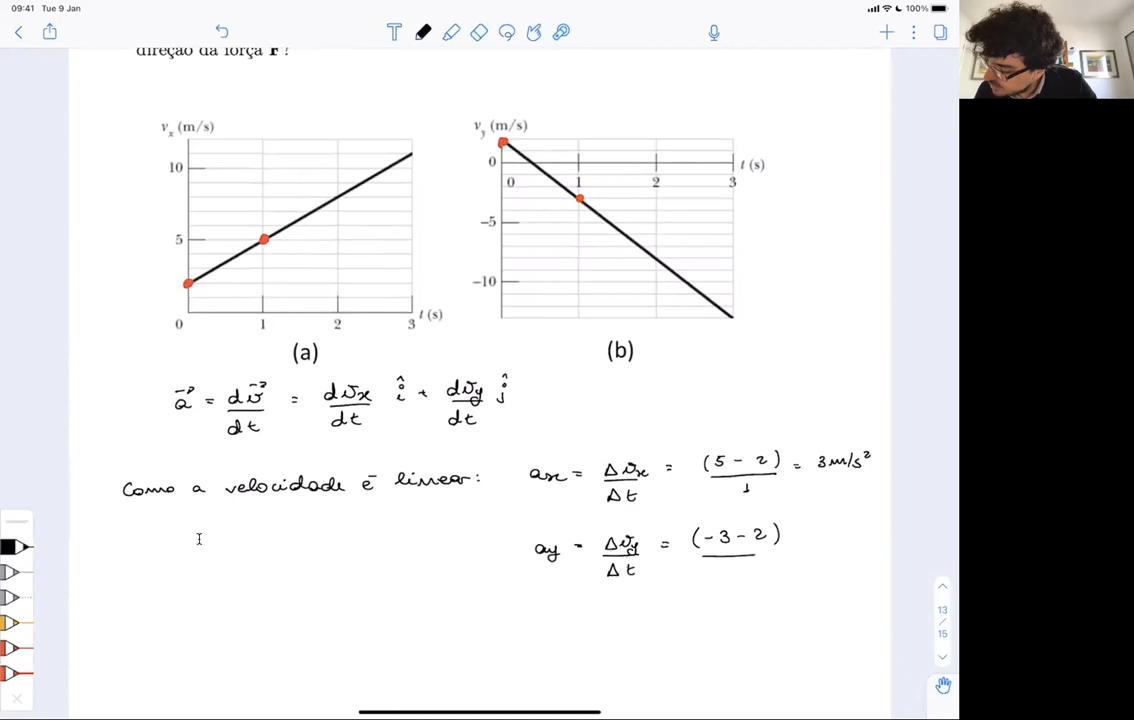 09:41 Tue 9 Jan
100%
direção da força F ?
v_x (m/s)
10
5
0
1
2
3
t (s)
(a)
v_y (m/s)
0
0
1
2
3
t (s)
-5
-10
(b)
a⃗ = dv⃗/dt = dvx/dt î + dvy/dt ĵ
Como a velocidade é linear:
ax = Δvx/Δt = (5 - 2)/1 = 3 m/s²
ay = Δvy/Δt = (-3 - 2)
13
/
15